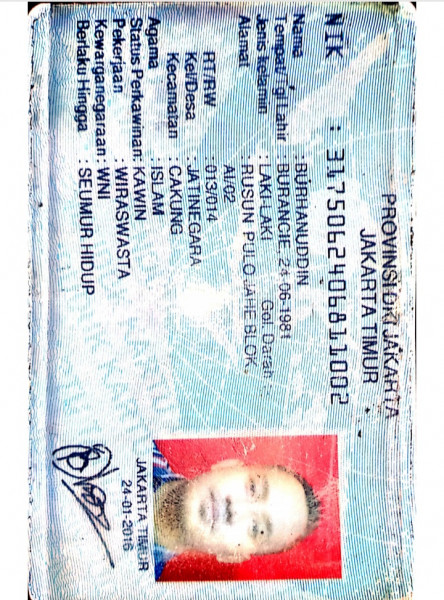 PROVINSI DKI JAKARTA
JAKARTA TIMUR
NIK : 3175062406811002
Nama : BURHANUDDIN
Tempat/Tgl Lahir : BURANCIE 24-06-1981
Jenis kelamin : LAKI-LAKI Gol. Darah : -
Alamat : RUSUN PULO JAHE BLOK
AII/02
RT/RW : 013/014
Kel/Desa : JATINEGARA
Kecamatan : CAKUNG
Agama : ISLAM
Status Perkawinan: KAWIN
Pekerjaan : WIRASWASTA
Kewarganegaraan : WNI
Berlaku Hingga : SEUMUR HIDUP
JAKARTA TIMUR
24-01-2016